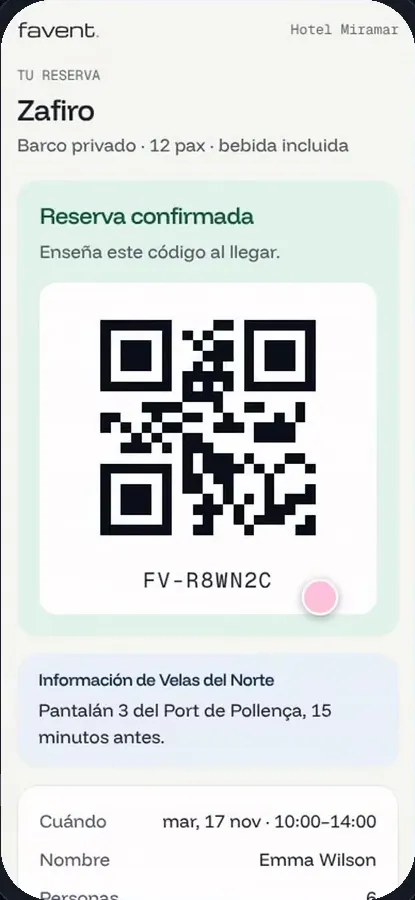 favent.
Hotel Miramar
TU RESERVA
Zafiro
Barco privado · 12 pax · bebida incluida
Reserva confirmada
Enseña este código al llegar.
FV-R8WN2C
Información de Velas del Norte
Pantalán 3 del Port de Pollença, 15
minutos antes.
Cuándo mar, 17 nov · 10:00–14:00
Nombre Emma Wilson
Personas 6